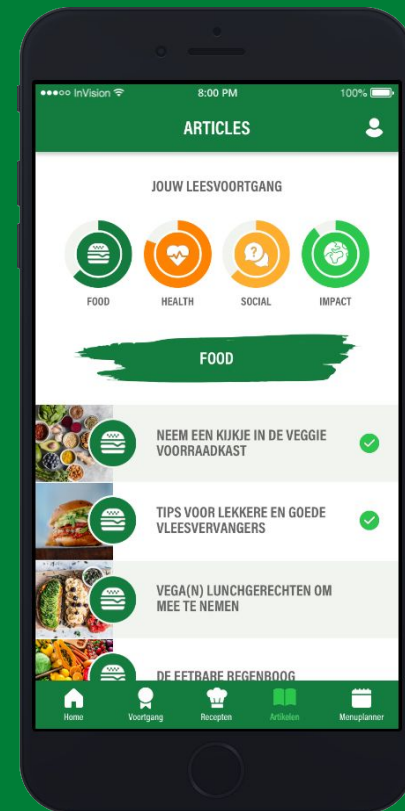 InVision 8:00 PM 100%
ARTICLES
JOUW LEESVOORTGANG
FOOD HEALTH SOCIAL IMPACT
FOOD
NEEM EEN KIJKJE IN DE VEGGIE
VOORRAADKAST
TIPS VOOR LEKKERE EN GOEDE
VLEESVERVANGERS
VEGA(N) LUNCHGERECHTEN OM
MEE TE NEMEN
DE EETBARE REGENBOOG
Home Voortgang Recepten Artikelen Menuplanner